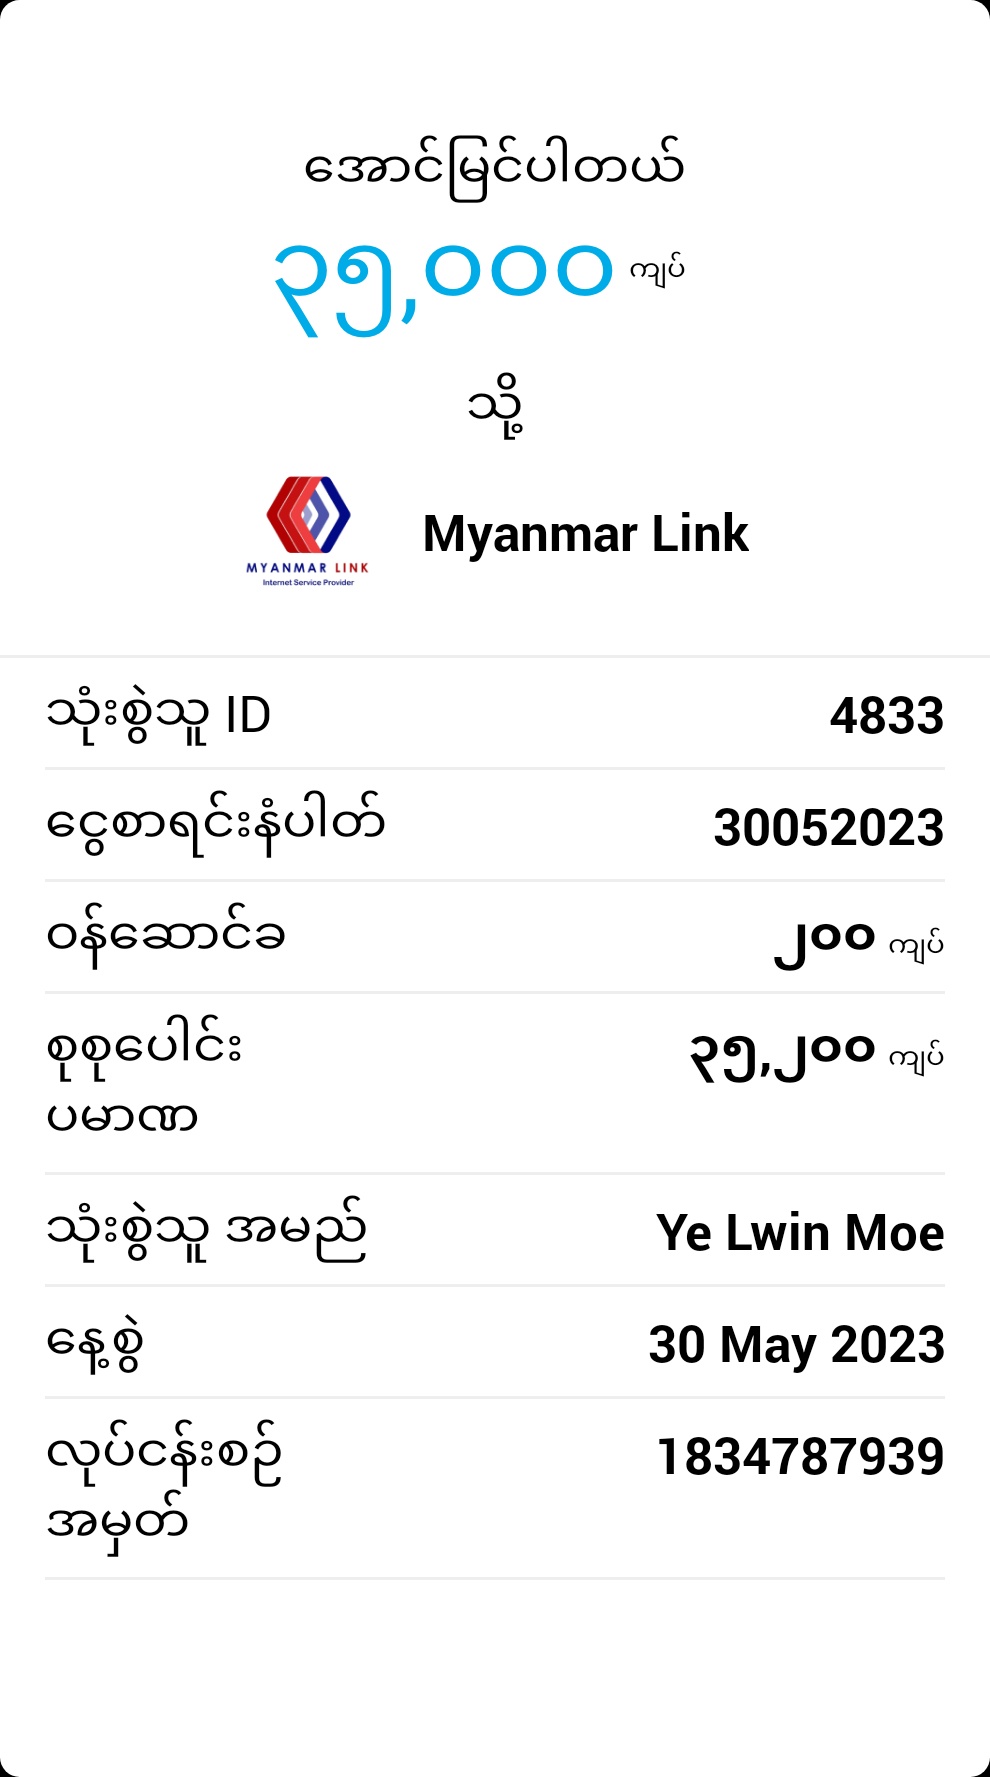 အောင်မြင်ပါတယ်
၃၅,၀၀၀ ကျပ်
သို့
MYANMAR LINK
Internet Service Provider
Myanmar Link
သုံးစွဲသူ ID 4833
ငွေစာရင်းနံပါတ် 30052023
ဝန်ဆောင်ခ ၂၀၀ ကျပ်
စုစုပေါင်း ၃၅,၂၀၀ ကျပ်
ပမာဏ
သုံးစွဲသူ အမည် Ye Lwin Moe
နေ့စွဲ 30 May 2023
လုပ်ငန်းစဉ် 1834787939
အမှတ်